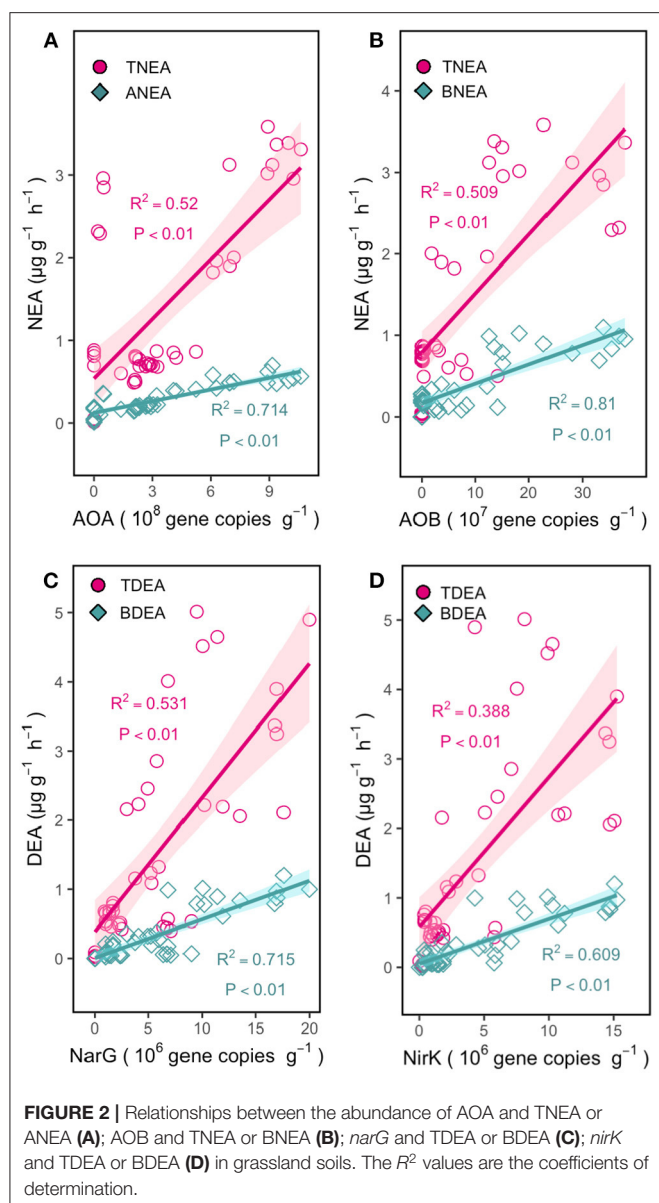 A
TNEA
ANEA
NEA (µg g⁻¹ h⁻¹)
3
2
1
0
R² = 0.52
P < 0.01
R² = 0.714
P < 0.01
0 3 6 9
AOA ( 10⁸ gene copies g⁻¹)
B
TNEA
BNEA
NEA (µg g⁻¹ h⁻¹)
4
3
2
1
0
R² = 0.509
P < 0.01
R² = 0.81
P < 0.01
0 10 20 30
AOB ( 10⁷ gene copies g⁻¹)
C
TDEA
BDEA
DEA (µg g⁻¹ h⁻¹)
5
4
3
2
1
0
R² = 0.531
P < 0.01
R² = 0.715
P < 0.01
0 5 10 15 20
NarG ( 10⁶ gene copies g⁻¹)
D
TDEA
BDEA
DEA (µg g⁻¹ h⁻¹)
5
4
3
2
1
0
R² = 0.388
P < 0.01
R² = 0.609
P < 0.01
0 5 10 15
NirK ( 10⁶ gene copies g⁻¹)
FIGURE 2 | Relationships between the abundance of AOA and TNEA or
ANEA (A); AOB and TNEA or BNEA (B); narG and TDEA or BDEA (C); nirK
and TDEA or BDEA (D) in grassland soils. The R² values are the coefficients of
determination.